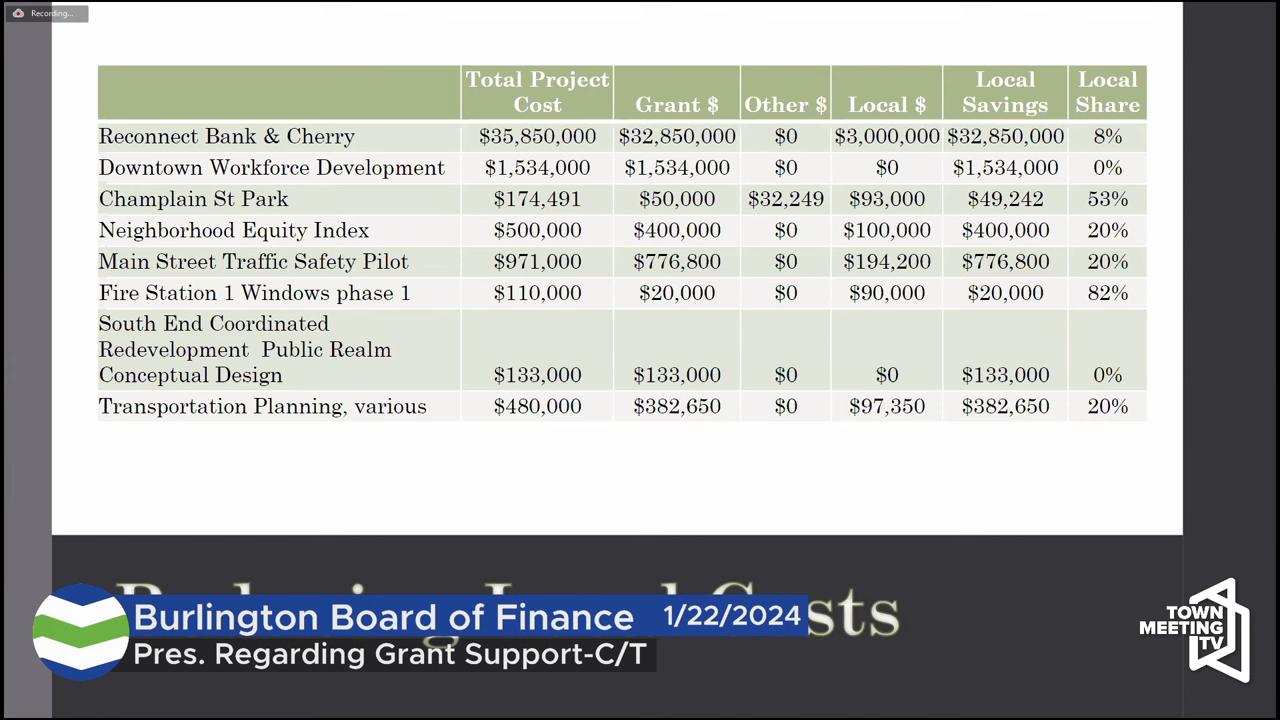 Recording...
Total Project Cost Grant $ Other $ Local $ Local Savings Local Share
Reconnect Bank & Cherry $35,850,000 $32,850,000 $0 $3,000,000 $32,850,000 8%
Downtown Workforce Development $1,534,000 $1,534,000 $0 $0 $1,534,000 0%
Champlain St Park $174,491 $50,000 $32,249 $93,000 $49,242 53%
Neighborhood Equity Index $500,000 $400,000 $0 $100,000 $400,000 20%
Main Street Traffic Safety Pilot $971,000 $776,800 $0 $194,200 $776,800 20%
Fire Station 1 Windows phase 1 $110,000 $20,000 $0 $90,000 $20,000 82%
South End Coordinated
Redevelopment Public Realm
Conceptual Design $133,000 $133,000 $0 $0 $133,000 0%
Transportation Planning, various $480,000 $382,650 $0 $97,350 $382,650 20%
Burlington Board of Finance 1/22/2024
Pres. Regarding Grant Support-C/T
TOWN
MEETING
TV